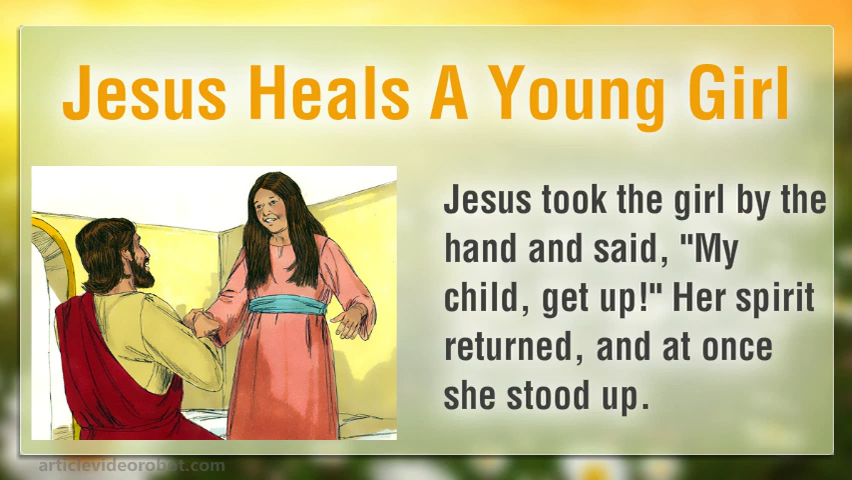 Jesus Heals A Young Girl
Jesus took the girl by the
hand and said, "My
child, get up!" Her spirit
returned, and at once
she stood up.
articlevideorobot.com